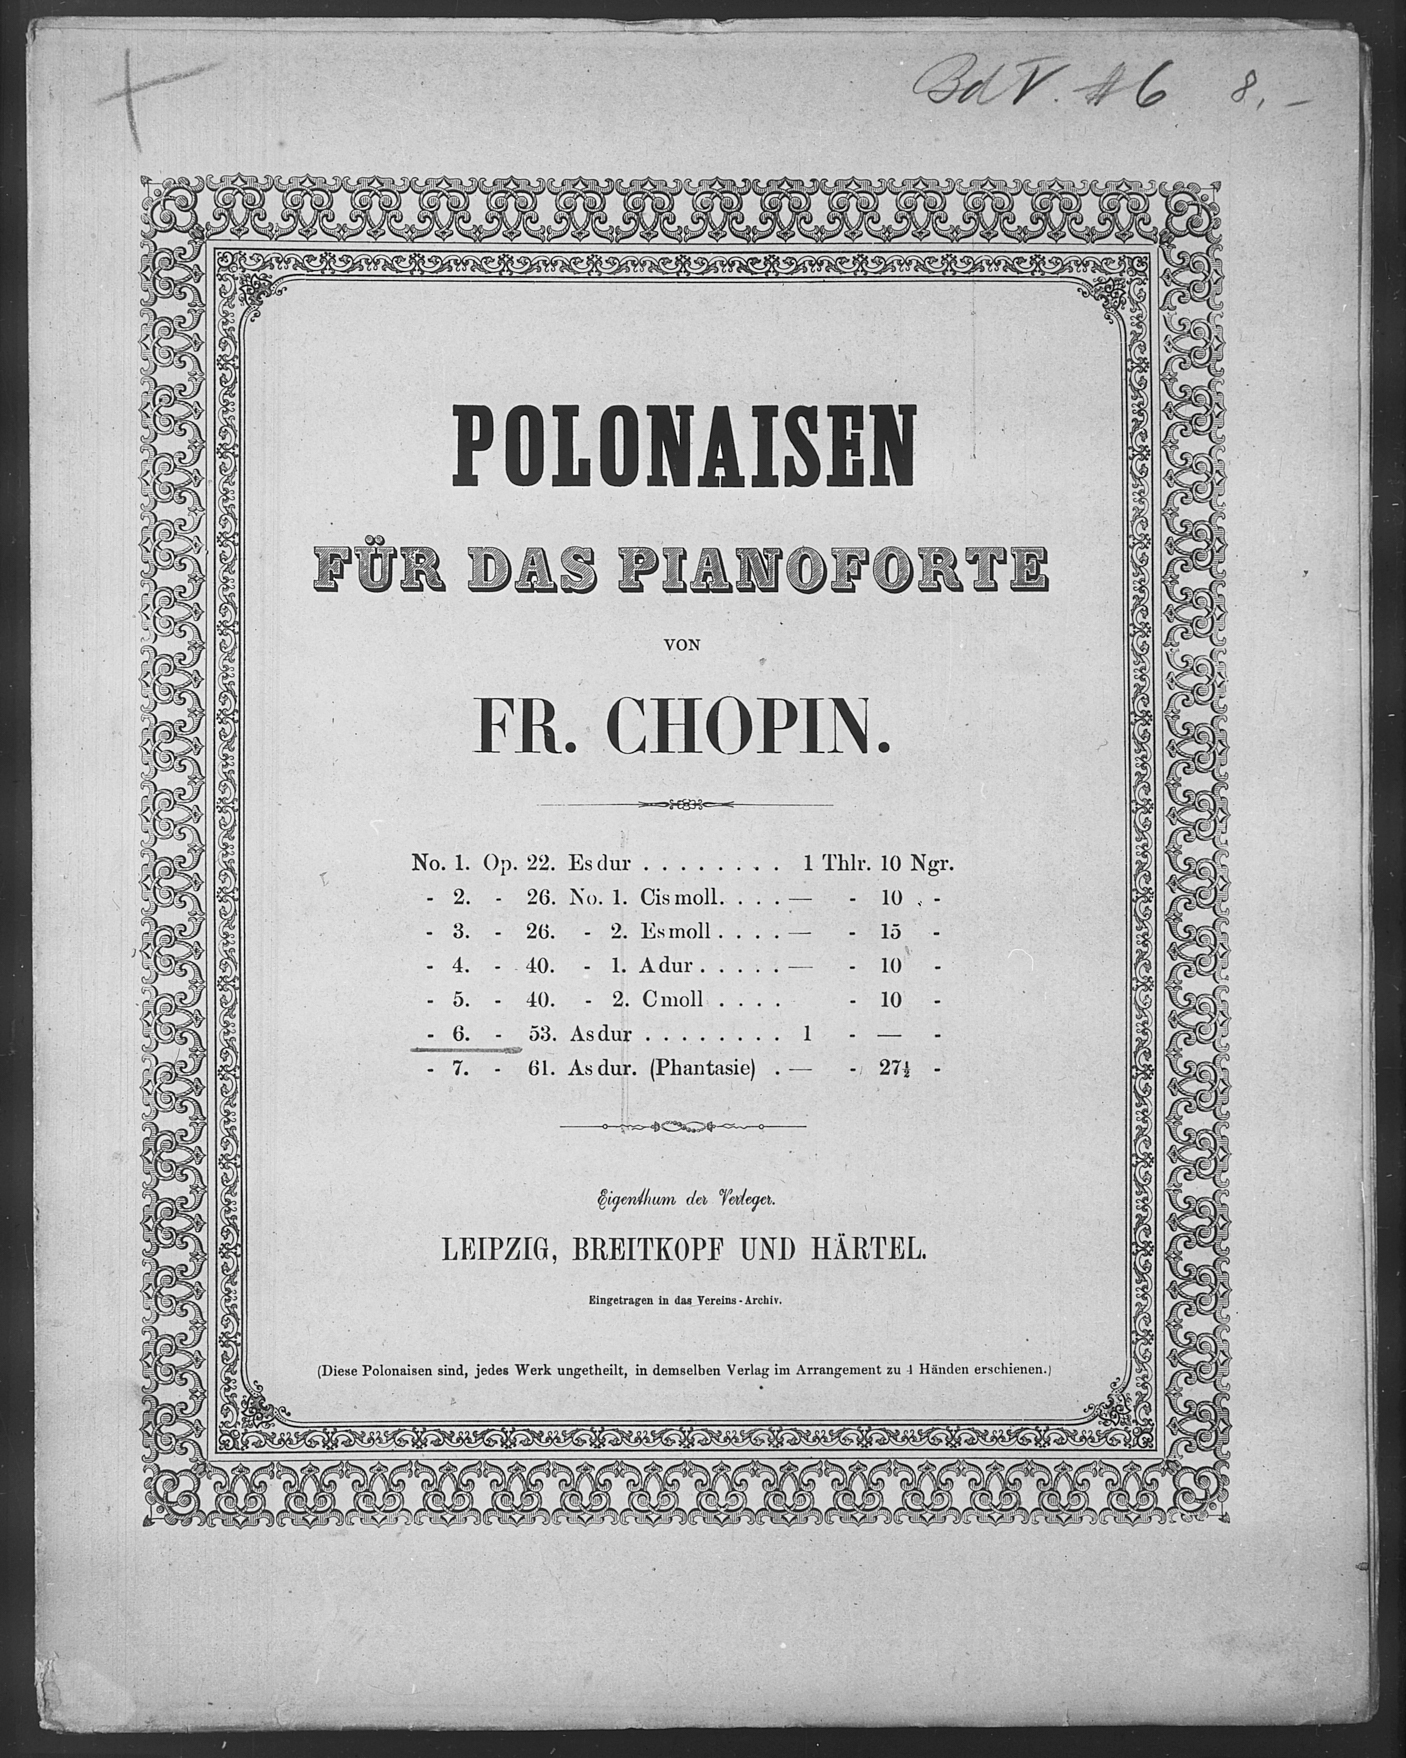 Bd V. #6 8,–
POLONAISEN
FÜR DAS PIANOFORTE
VON
FR. CHOPIN.
No. 1. Op. 22. Es dur . . . . . . . . 1 Thlr. 10 Ngr.
- 2. - 26. No. 1. Cis moll. . . . — - 10 -
- 3. - 26. - 2. Es moll . . . . — - 15 -
- 4. - 40. - 1. A dur . . . . . — - 10 -
- 5. - 40. - 2. C moll . . . . - 10 -
- 6. - 53. As dur . . . . . . . . 1 - — -
- 7. - 61. As dur. (Phantasie) . — - 27½ -
Eigenthum der Verleger.
LEIPZIG, BREITKOPF UND HÄRTEL.
Eingetragen in das Vereins-Archiv.
(Diese Polonaisen sind, jedes Werk ungetheilt, in demselben Verlag im Arrangement zu 4 Händen erschienen.)